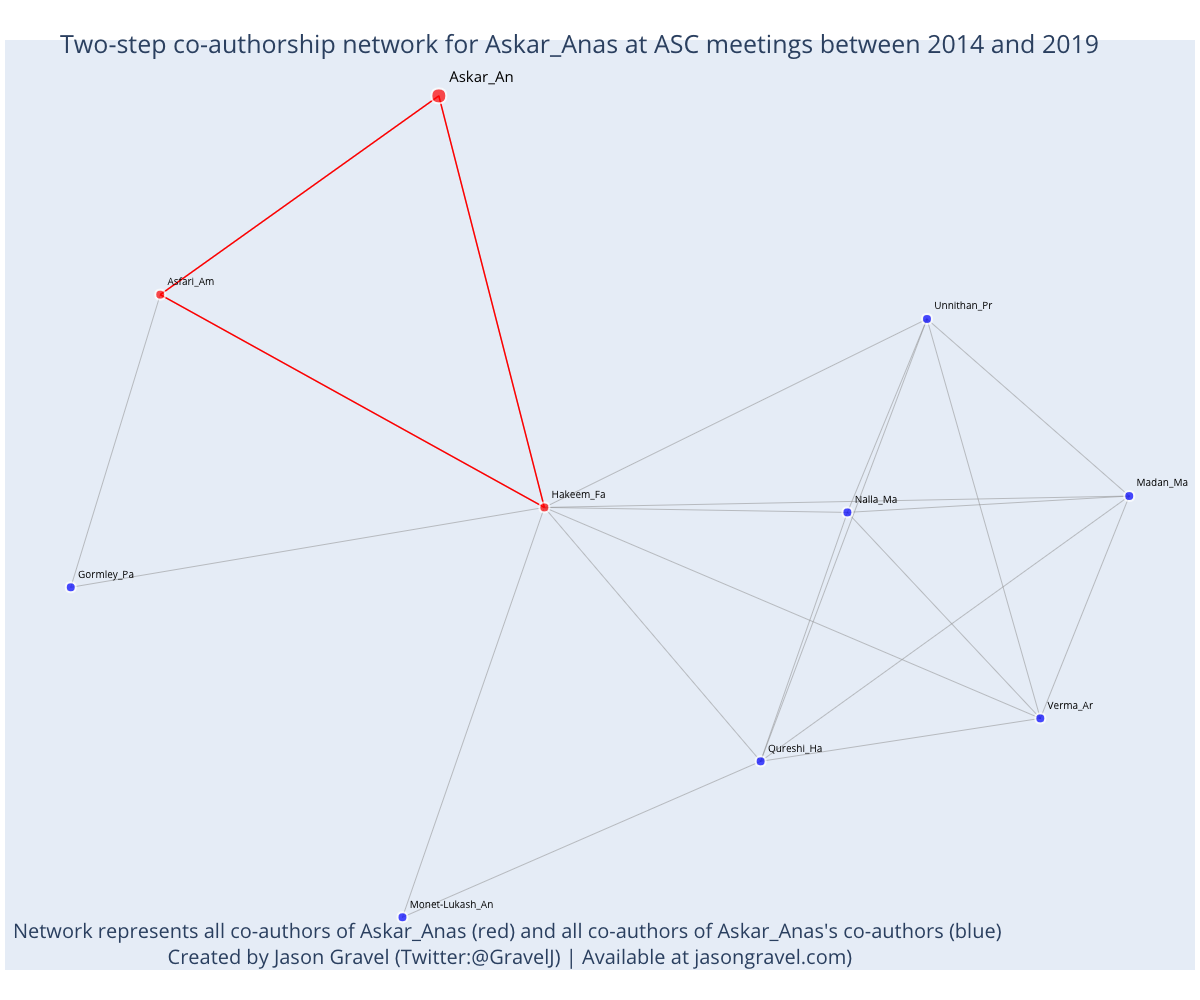 Two-step co-authorship network for Askar_Anas at ASC meetings between 2014 and 2019
Askar_An
Asfari_Am
Unnithan_Pr
Madan_Ma
Hakeem_Fa
Nalla_Ma
Gormley_Pa
Verma_Ar
Qureshi_Ha
Monet-Lukash_An
Network represents all co-authors of Askar_Anas (red) and all co-authors of Askar_Anas's co-authors (blue)
Created by Jason Gravel (Twitter:@GravelJ) | Available at jasongravel.com)